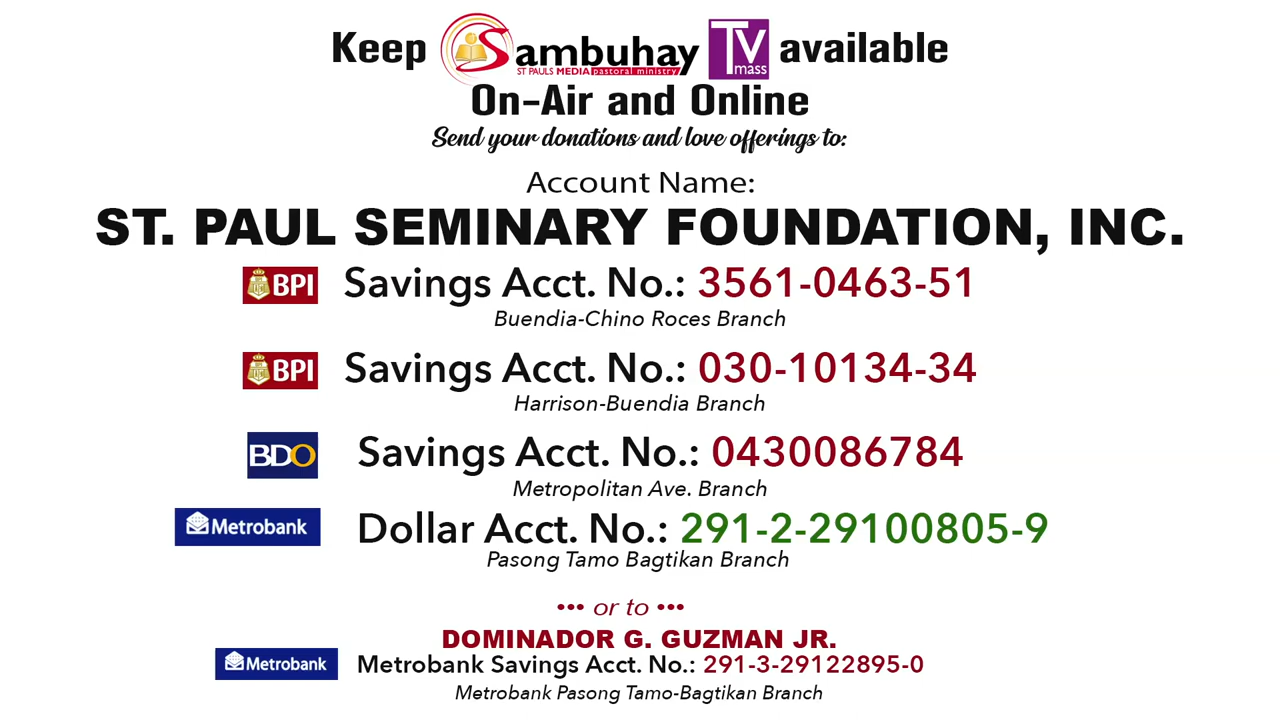 Keep Sambuhay TV mass available
ST PAULS MEDIA pastoral ministry
On-Air and Online
Send your donations and love offerings to:
Account Name:
ST. PAUL SEMINARY FOUNDATION, INC.
BPI Savings Acct. No.: 3561-0463-51
Buendia-Chino Roces Branch
BPI Savings Acct. No.: 030-10134-34
Harrison-Buendia Branch
BDO Savings Acct. No.: 0430086784
Metropolitan Ave. Branch
Metrobank Dollar Acct. No.: 291-2-29100805-9
Pasong Tamo Bagtikan Branch
••• or to •••
DOMINADOR G. GUZMAN JR.
Metrobank Metrobank Savings Acct. No.: 291-3-29122895-0
Metrobank Pasong Tamo-Bagtikan Branch